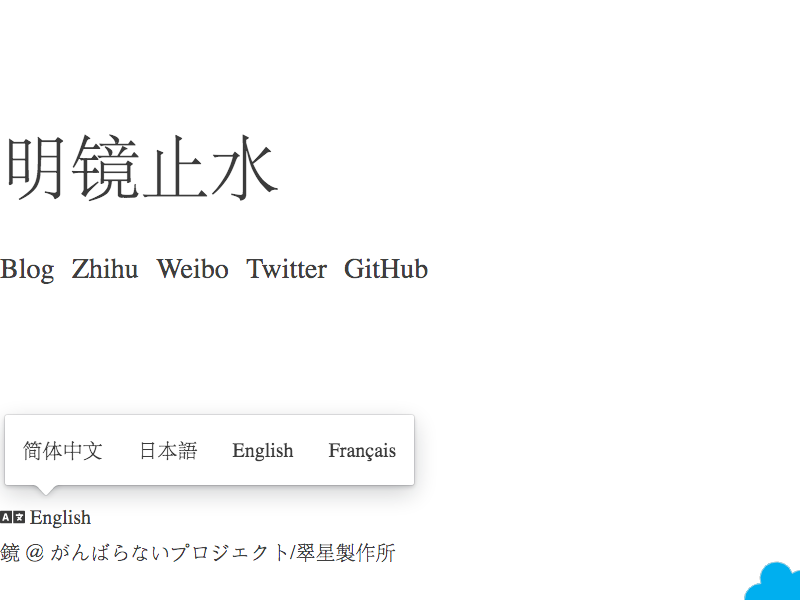 明镜止水
Blog Zhihu Weibo Twitter GitHub
简体中文 日本語 English Français
English
鏡 @ がんばらないプロジェクト/翠星製作所